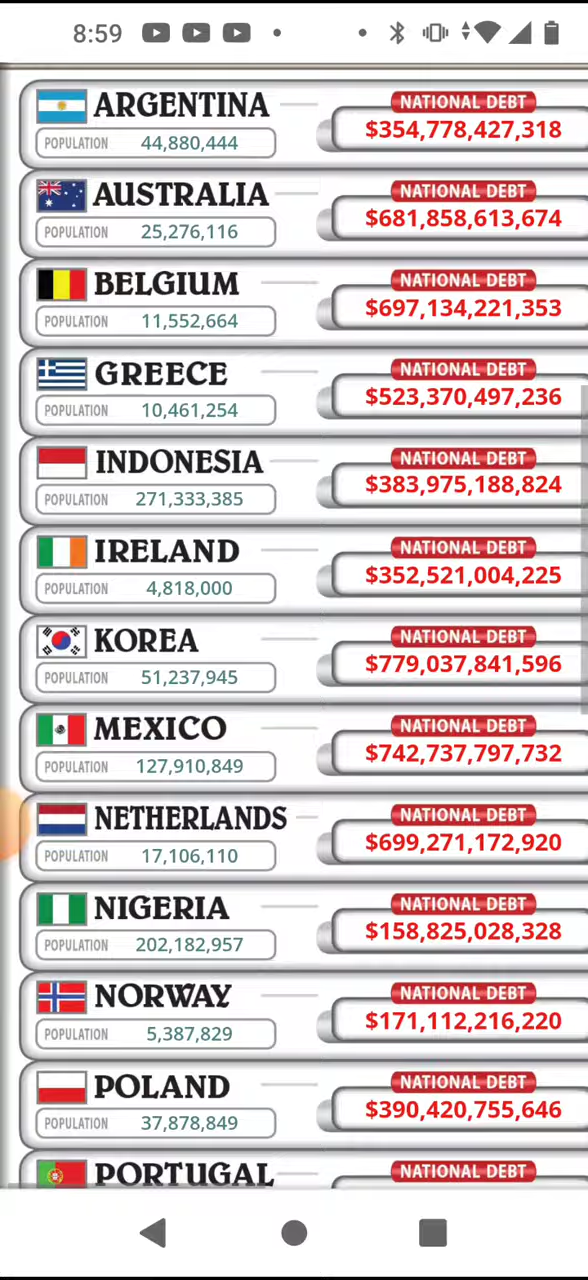 8:59
ARGENTINA
NATIONAL DEBT
POPULATION 44,880,444
$354,778,427,318
AUSTRALIA
NATIONAL DEBT
POPULATION 25,276,116
$681,858,613,674
BELGIUM
NATIONAL DEBT
POPULATION 11,552,664
$697,134,221,353
GREECE
NATIONAL DEBT
POPULATION 10,461,254
$523,370,497,236
INDONESIA
NATIONAL DEBT
POPULATION 271,333,385
$383,975,188,824
IRELAND
NATIONAL DEBT
POPULATION 4,818,000
$352,521,004,225
KOREA
NATIONAL DEBT
POPULATION 51,237,945
$779,037,841,596
MEXICO
NATIONAL DEBT
POPULATION 127,910,849
$742,737,797,732
NETHERLANDS
NATIONAL DEBT
POPULATION 17,106,110
$699,271,172,920
NIGERIA
NATIONAL DEBT
POPULATION 202,182,957
$158,825,028,328
NORWAY
NATIONAL DEBT
POPULATION 5,387,829
$171,112,216,220
POLAND
NATIONAL DEBT
POPULATION 37,878,849
$390,420,755,646
PORTUGAL
NATIONAL DEBT